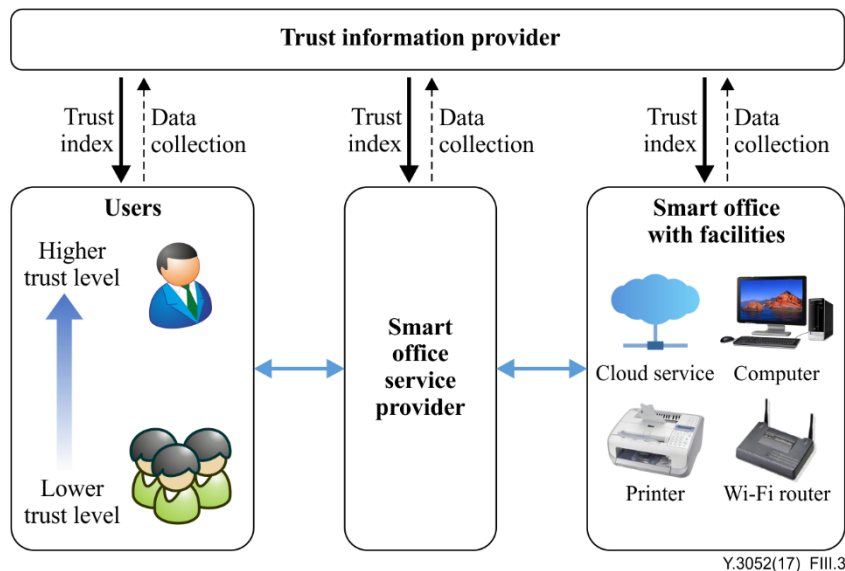 Trust information provider
Trust
index
Data
collection
Trust
index
Data
collection
Trust
index
Data
collection
Users
Higher
trust level
Lower
trust level
Smart
office
service
provider
Smart office
with facilities
Cloud service
Computer
Printer
Wi-Fi router
Y.3052(17)_FIII.3